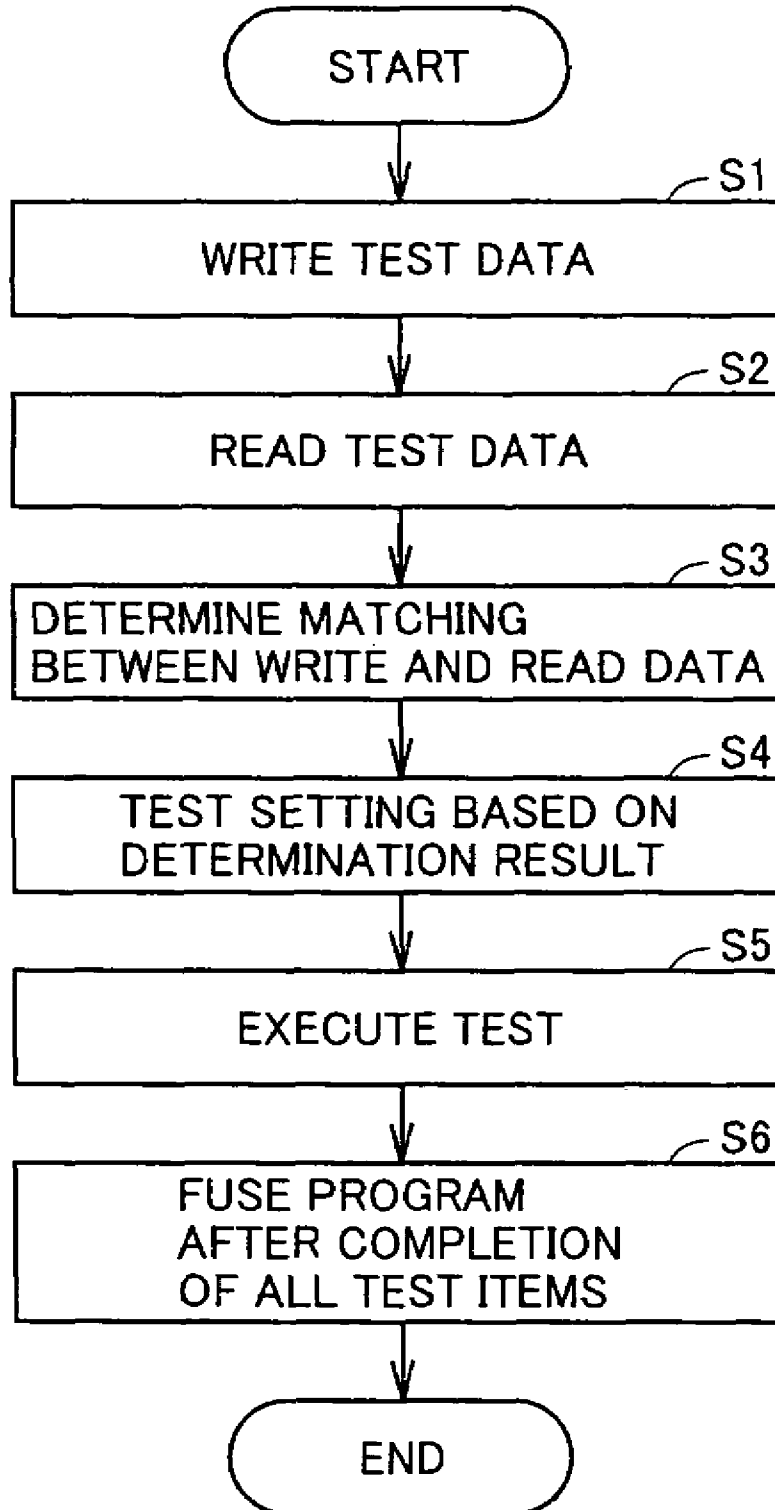 START
S1
WRITE TEST DATA
S2
READ TEST DATA
S3
DETERMINE MATCHING
BETWEEN WRITE AND READ DATA
S4
TEST SETTING BASED ON
DETERMINATION RESULT
S5
EXECUTE TEST
S6
FUSE PROGRAM
AFTER COMPLETION
OF ALL TEST ITEMS
END